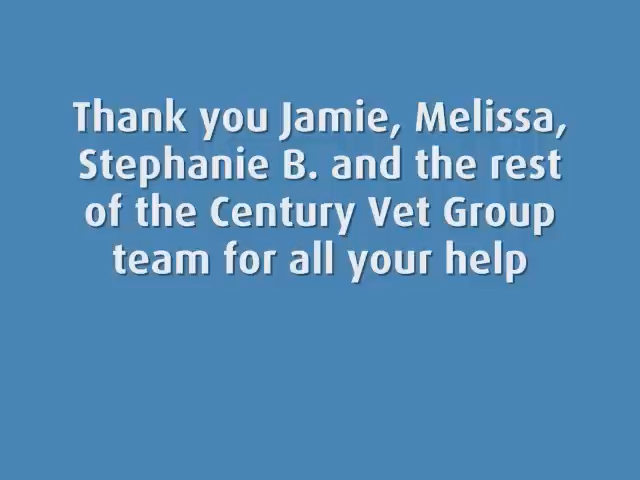 Thank you Jamie, Melissa,
Stephanie B. and the rest
of the Century Vet Group
team for all your help